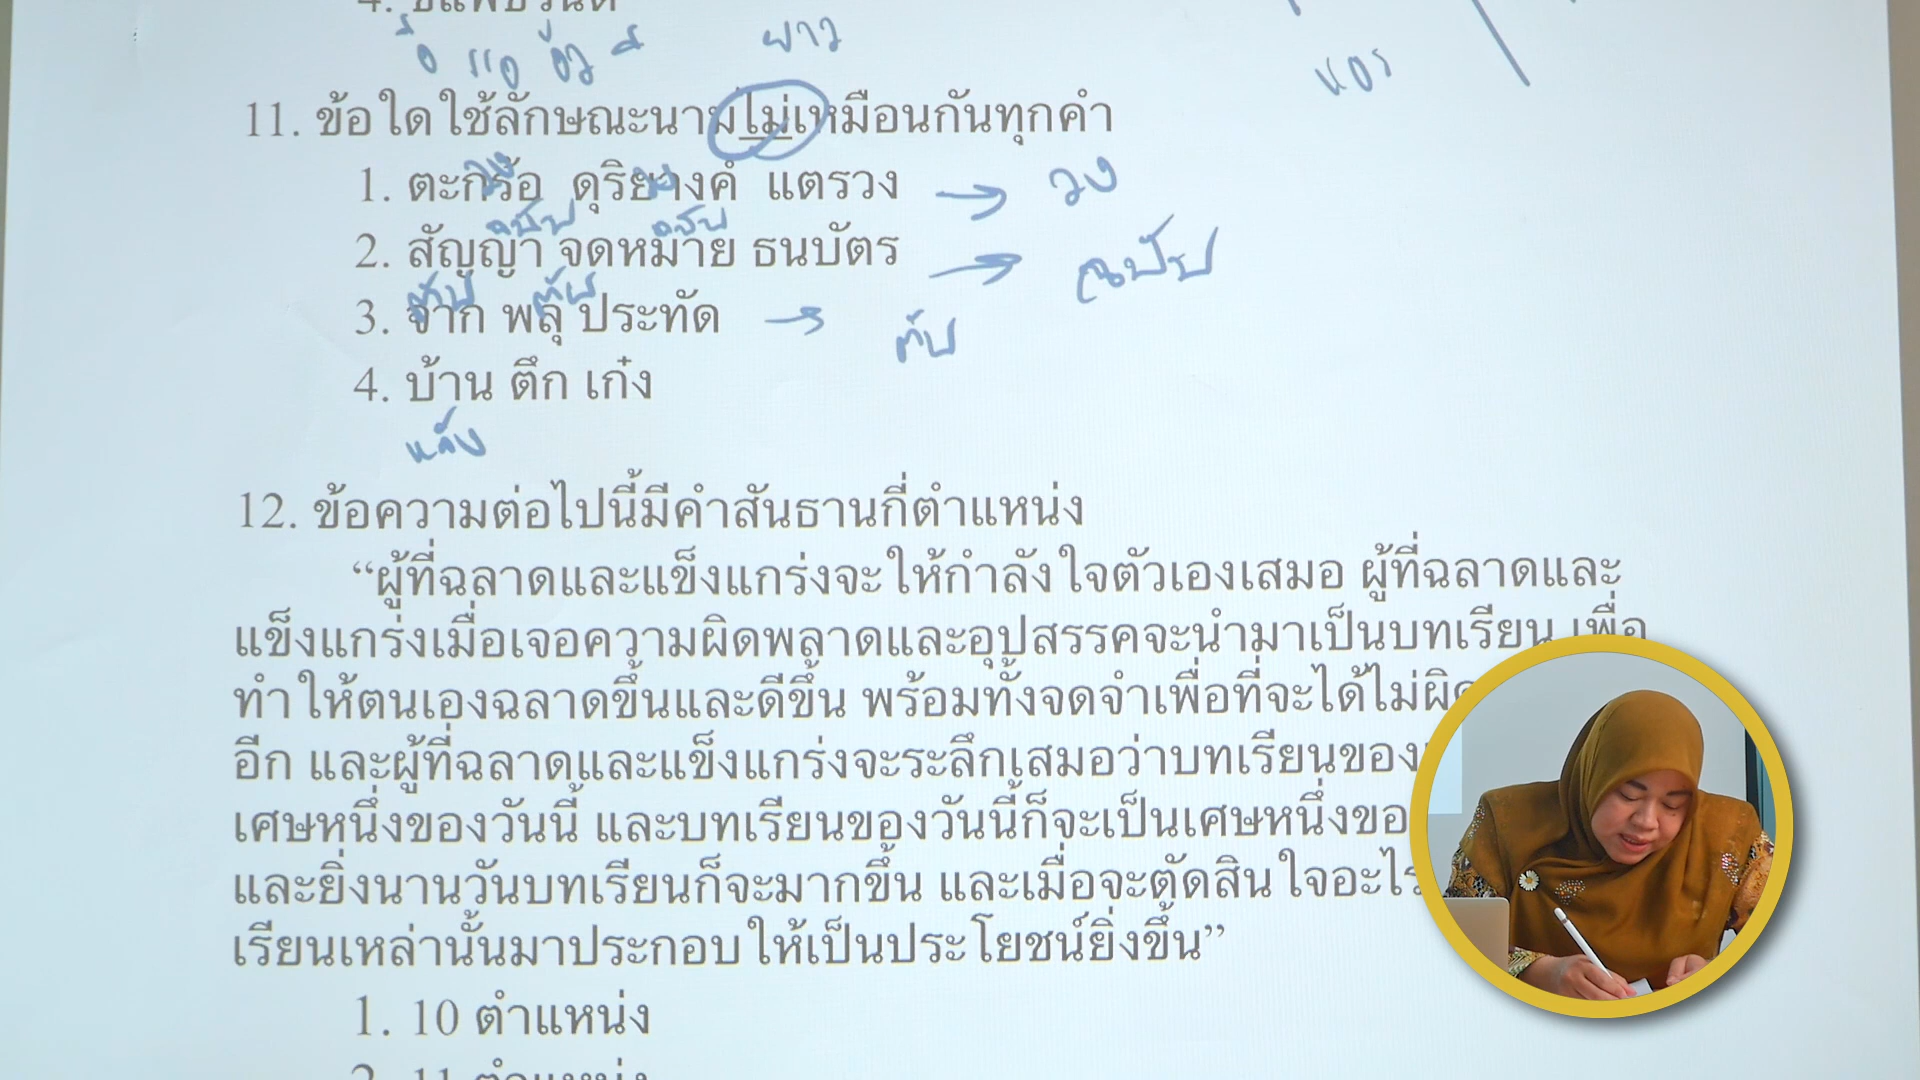 ยาว
11. ข้อใดใช้ลักษณะนามไม่เหมือนกันทุกคำ
1. ตะกร้อ ดุริยางค์ แตรวง → วง
ฉบับ ฉบับ
2. สัญญา จดหมาย ธนบัตร → ฉบับ
ตับ ตับ
3. จาก พลุ ประทัด → ตับ
4. บ้าน ตึก เก๋ง
หลัง
12. ข้อความต่อไปนี้มีคำสันธานกี่ตำแหน่ง
“ผู้ที่ฉลาดและแข็งแกร่งจะให้กำลังใจตัวเองเสมอ ผู้ที่ฉลาดและ
แข็งแกร่งเมื่อเจอความผิดพลาดและอุปสรรคจะนำมาเป็นบทเรียน เพื่อ
ทำให้ตนเองฉลาดขึ้นและดีขึ้น พร้อมทั้งจดจำเพื่อที่จะได้ไม่ผิด
อีก และผู้ที่ฉลาดและแข็งแกร่งจะระลึกเสมอว่าบทเรียนของ
เศษหนึ่งของวันนี้ และบทเรียนของวันนี้ก็จะเป็นเศษหนึ่งขอ
และยิ่งนานวันบทเรียนก็จะมากขึ้น และเมื่อจะตัดสินใจอะไร
เรียนเหล่านั้นมาประกอบให้เป็นประโยชน์ยิ่งขึ้น”
1. 10 ตำแหน่ง
2. 11 ตำแหน่ง